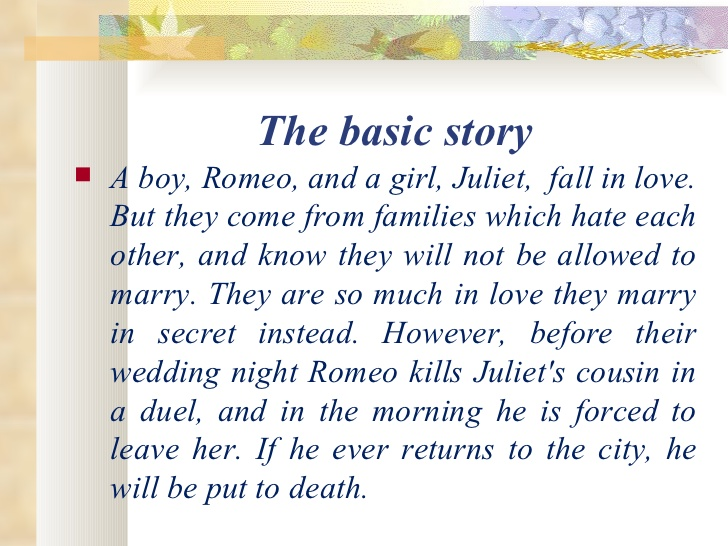 The basic story
A boy, Romeo, and a girl, Juliet, fall in love.
But they come from families which hate each
other, and know they will not be allowed to
marry. They are so much in love they marry
in secret instead. However, before their
wedding night Romeo kills Juliet's cousin in
a duel, and in the morning he is forced to
leave her. If he ever returns to the city, he
will be put to death.